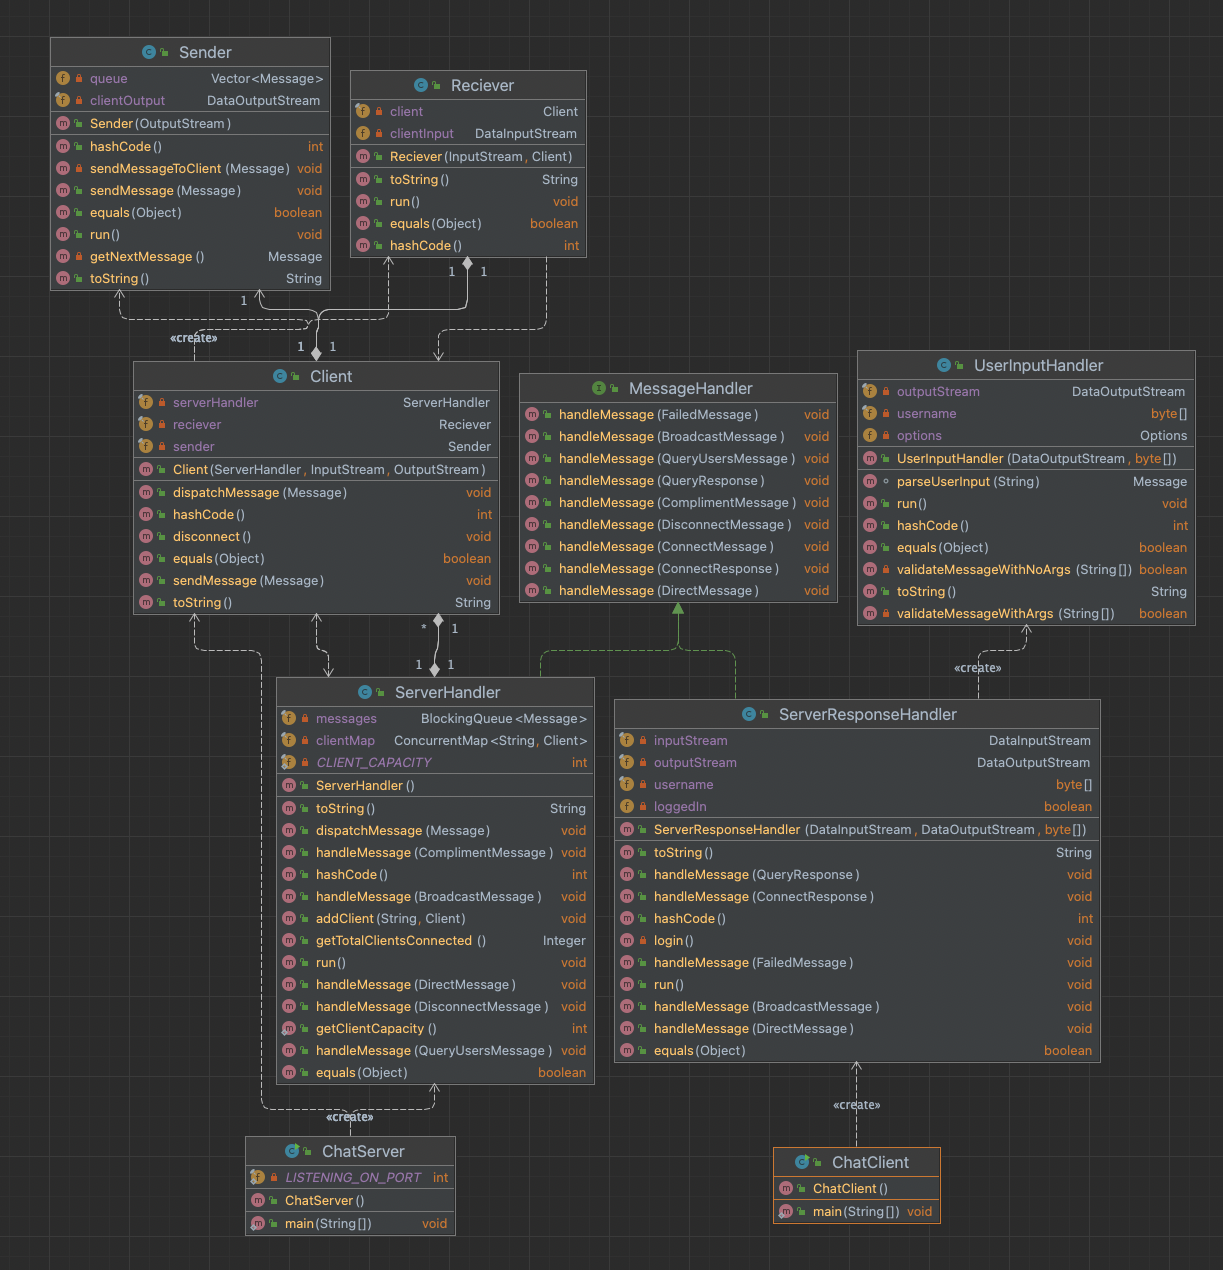 Sender
queue Vector<Message>
clientOutput DataOutputStream
Sender(OutputStream)
hashCode() int
sendMessageToClient(Message) void
sendMessage(Message) void
equals(Object) boolean
run() void
getNextMessage() Message
toString() String
Reciever
client Client
clientInput DataInputStream
Reciever(InputStream, Client)
toString() String
run() void
equals(Object) boolean
hashCode() int
1
1
1
«create»
1
1
Client
serverHandler ServerHandler
reciever Reciever
sender Sender
Client(ServerHandler, InputStream, OutputStream)
dispatchMessage(Message) void
hashCode() int
disconnect() void
equals(Object) boolean
sendMessage(Message) void
toString() String
MessageHandler
handleMessage(FailedMessage) void
handleMessage(BroadcastMessage) void
handleMessage(QueryUsersMessage) void
handleMessage(QueryResponse) void
handleMessage(ComplimentMessage) void
handleMessage(DisconnectMessage) void
handleMessage(ConnectMessage) void
handleMessage(ConnectResponse) void
handleMessage(DirectMessage) void
UserInputHandler
outputStream DataOutputStream
username byte[]
options Options
UserInputHandler(DataOutputStream, byte[])
parseUserInput(String) Message
run() void
hashCode() int
equals(Object) boolean
validateMessageWithNoArgs(String[]) boolean
toString() String
validateMessageWithArgs(String[]) boolean
*
1
1
1
«create»
ServerHandler
messages BlockingQueue<Message>
clientMap ConcurrentMap<String, Client>
CLIENT_CAPACITY int
ServerHandler()
toString() String
dispatchMessage(Message) void
handleMessage(ComplimentMessage) void
hashCode() int
handleMessage(BroadcastMessage) void
addClient(String, Client) void
getTotalClientsConnected() Integer
run() void
handleMessage(DirectMessage) void
handleMessage(DisconnectMessage) void
getClientCapacity() int
handleMessage(QueryUsersMessage) void
equals(Object) boolean
ServerResponseHandler
inputStream DataInputStream
outputStream DataOutputStream
username byte[]
loggedIn boolean
ServerResponseHandler(DataInputStream, DataOutputStream, byte[])
toString() String
handleMessage(QueryResponse) void
handleMessage(ConnectResponse) void
hashCode() int
login() void
handleMessage(FailedMessage) void
run() void
handleMessage(BroadcastMessage) void
handleMessage(DirectMessage) void
equals(Object) boolean
«create»
«create»
ChatServer
LISTENING_ON_PORT int
ChatServer()
main(String[]) void
ChatClient
ChatClient()
main(String[]) void